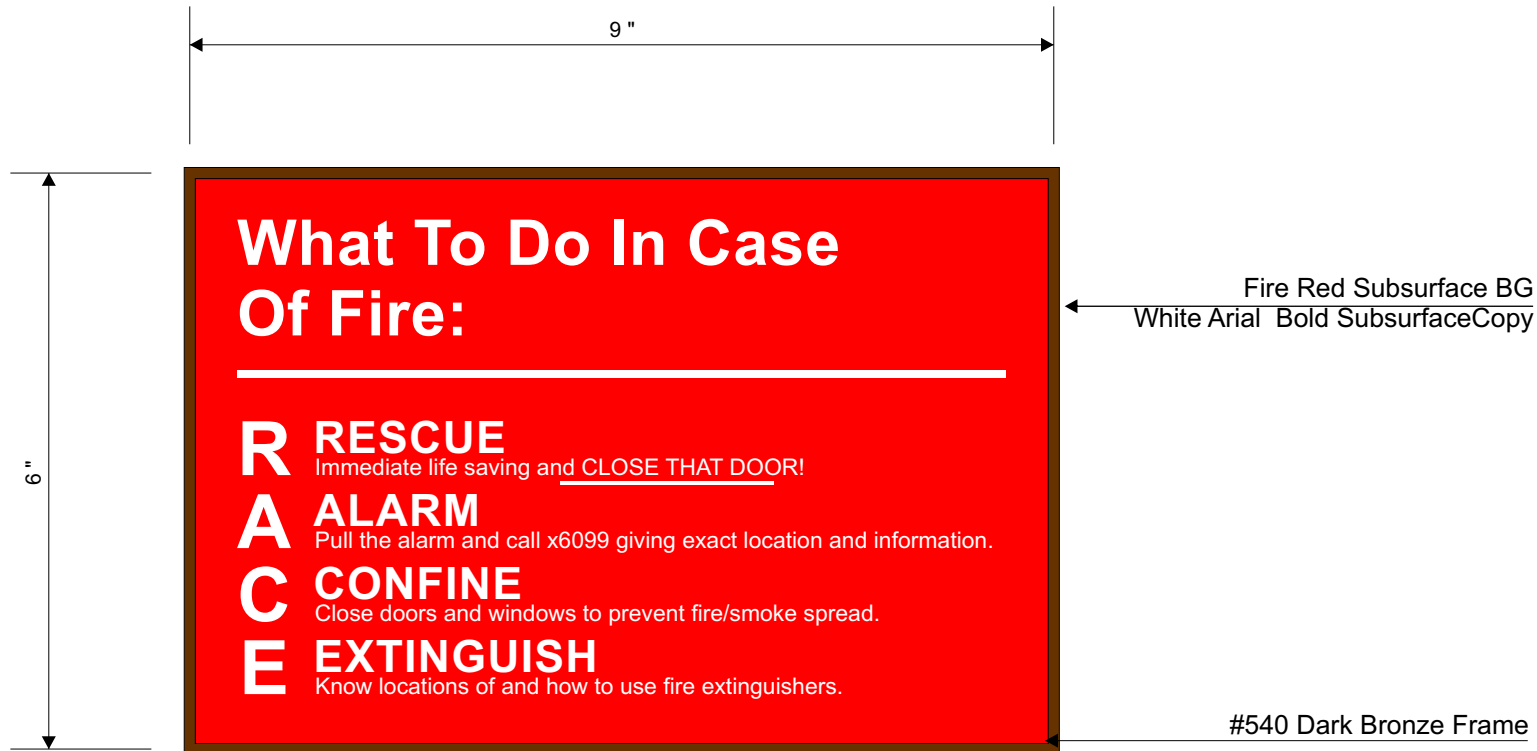 9 "
What To Do In Case
Of Fire:
Fire Red Subsurface BG
White Arial  Bold SubsurfaceCopy
6 "
R RESCUE
Immediate life saving and CLOSE THAT DOOR!
A ALARM
Pull the alarm and call x6099 giving exact location and information.
C CONFINE
Close doors and windows to prevent fire/smoke spread.
E EXTINGUISH
Know locations of and how to use fire extinguishers.
#540 Dark Bronze Frame